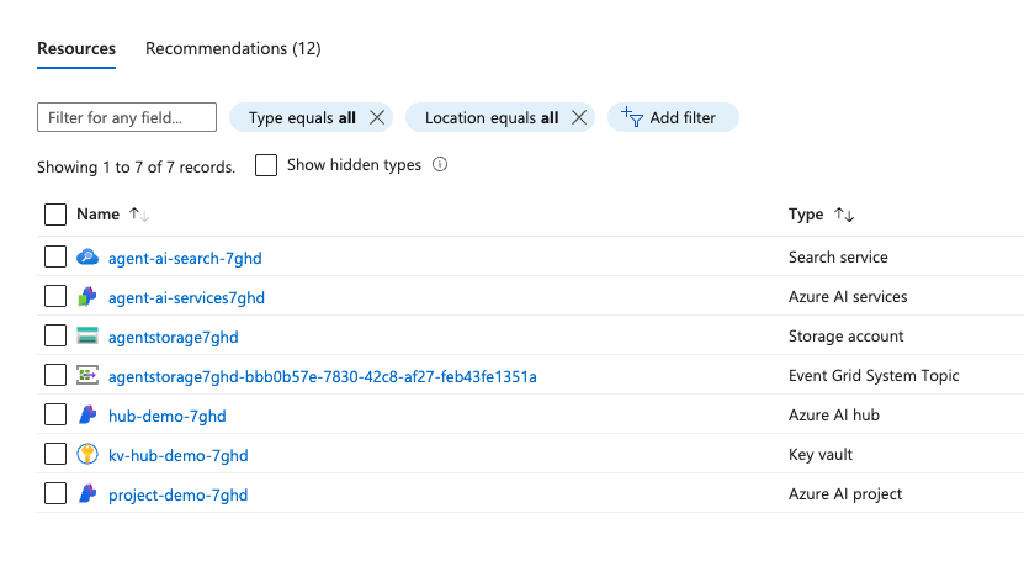 Resources Recommendations (12)
Filter for any field... Type equals all Location equals all Add filter
Showing 1 to 7 of 7 records. Show hidden types
Name Type
agent-ai-search-7ghd Search service
agent-ai-services7ghd Azure AI services
agentstorage7ghd Storage account
agentstorage7ghd-bbb0b57e-7830-42c8-af27-feb43fe1351a Event Grid System Topic
hub-demo-7ghd Azure AI hub
kv-hub-demo-7ghd Key vault
project-demo-7ghd Azure AI project